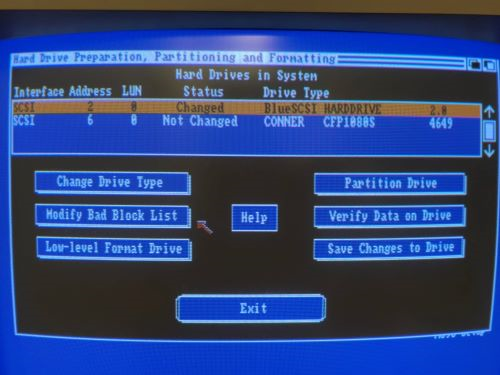 Hard Drive Preparation, Partitioning and Formatting
Hard Drives in System
Interface Address LUN Status Drive Type
SCSI 2 0 Changed BlueSCSI HARDDRIVE 2.0
SCSI 6 0 Not Changed CONNER CFP1080S 4649
Change Drive Type Partition Drive
Modify Bad Block List Help Verify Data on Drive
Low-level Format Drive Save Changes to Drive
Exit